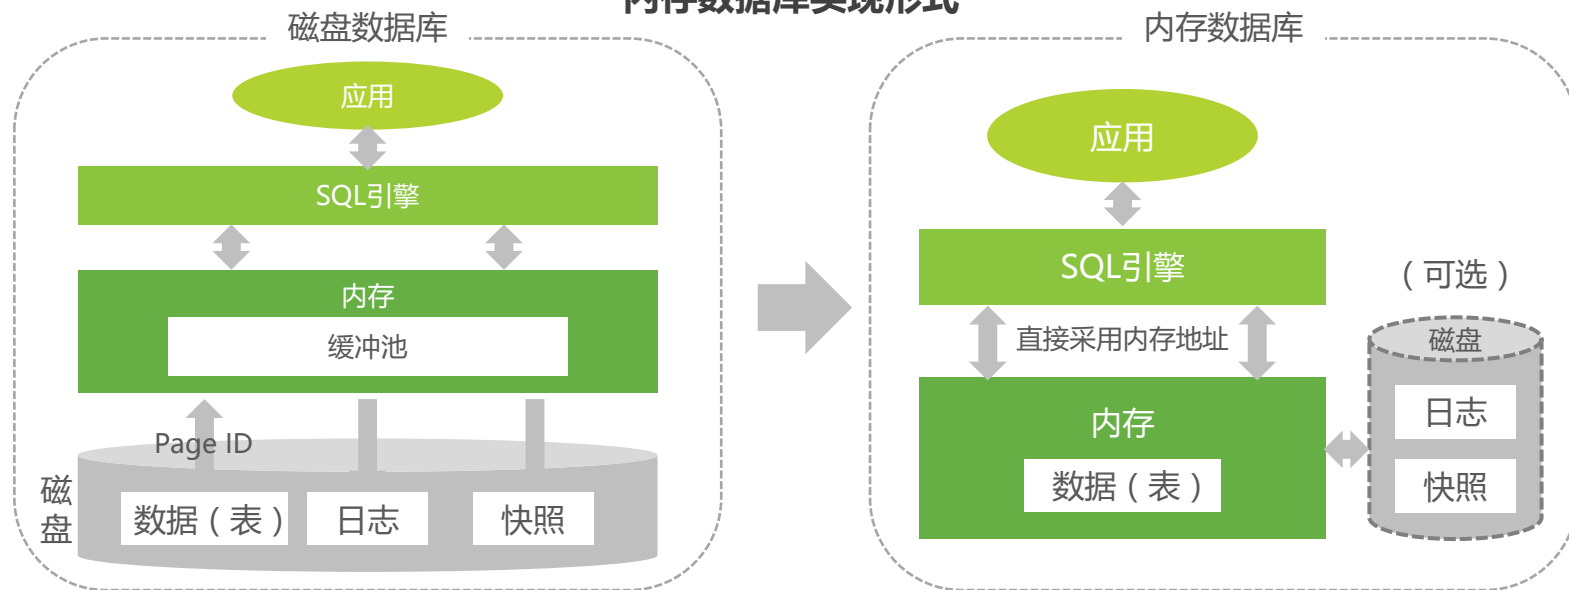 内存数据库实现形式
磁盘数据库
应用
SQL引擎
内存
缓冲池
Page ID
磁盘
数据（表）
日志
快照
内存数据库
应用
SQL引擎
直接采用内存地址
内存
数据（表）
（可选）
磁盘
日志
快照